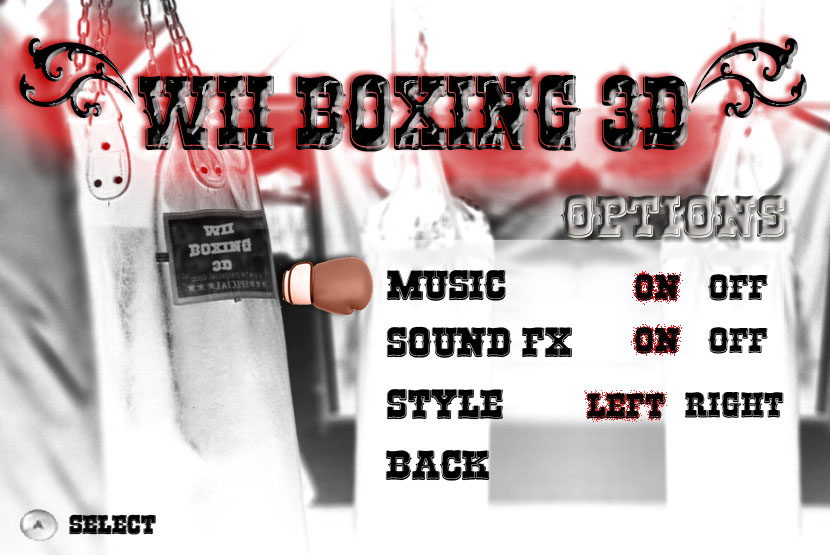 WII BOXING 3D
OPTIONS
WII
BOXING
3D
MUSIC ON OFF
SOUND FX ON OFF
STYLE LEFT RIGHT
BACK
A SELECT